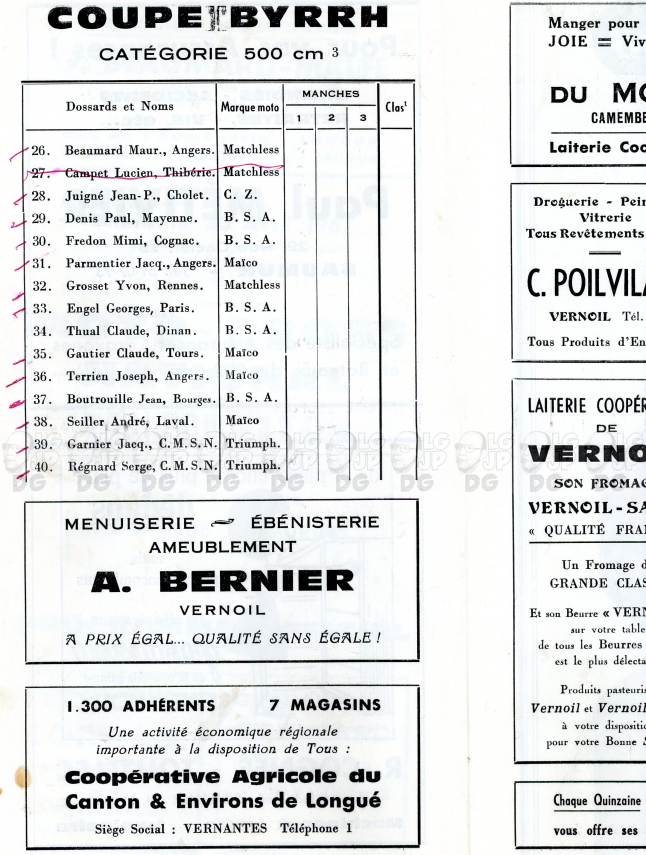 COUPE BYRRH
CATÉGORIE 500 cm 3
Dossards et Noms Marque moto MANCHES Clas<sup>t</sup>
1 2 3
26. Beaumard Maur., Angers. Matchless
27. Campet Lucien, Thibérie. Matchless
28. Juigné Jean-P., Cholet. C. Z.
29. Denis Paul, Mayenne. B. S. A.
30. Fredon Mimi, Cognac. B. S. A.
31. Parmentier Jacq., Angers. Maïco
32. Grosset Yvon, Rennes. Matchless
33. Engel Georges, Paris. B. S. A.
34. Thual Claude, Dinan. B. S. A.
35. Gautier Claude, Tours. Maïco
36. Terrien Joseph, Angers. Maïco
37. Boutrouille Jean, Bourges. B. S. A.
38. Seiller André, Laval. Maïco
39. Garnier Jacq., C.M.S.N. Triumph.
40. Régnard Serge, C.M.S.N. Triumph.
MENUISERIE ~ ÉBÉNISTERIE
AMEUBLEMENT
A. BERNIER
VERNOIL
A PRIX ÉGAL... QUALITÉ SANS ÉGALE !
1.300 ADHÉRENTS 7 MAGASINS
Une activité économique régionale
importante à la disposition de Tous :
Coopérative Agricole du
Canton & Environs de Longué
Siège Social : VERNANTES Téléphone 1
Manger pour
JOIE = Viv
DU MO
CAMEMBE
Laiterie Coo
Droguerie - Pein
Vitrerie
Tous Revêtements
C. POILVILA
VERNOIL Tél.
Tous Produits d'En
LAITERIE COOPÉR
DE
VERNO
SON FROMAG
VERNOIL - SA
« QUALITÉ FRAN
Un Fromage d
GRANDE CLAS
Et son Beurre « VERN
sur votre table
de tous les Beurres
est le plus délecta
Produits pasteuris
Vernoil et Vernoil
à votre dispositio
pour votre Bonne S
Chaque Quinzaine
vous offre ses